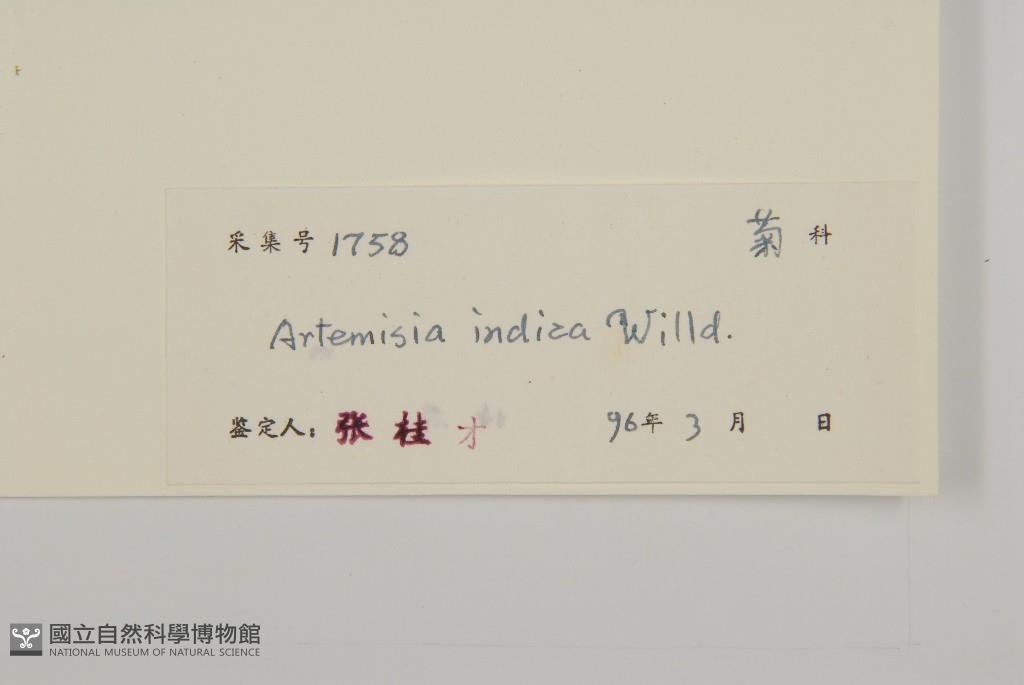 采集号 1758 菊 科
Artemisia indica Willd.
鉴定人: 张桂才 96年 3月 日
國立自然科學博物館
NATIONAL MUSEUM OF NATURAL SCIENCE